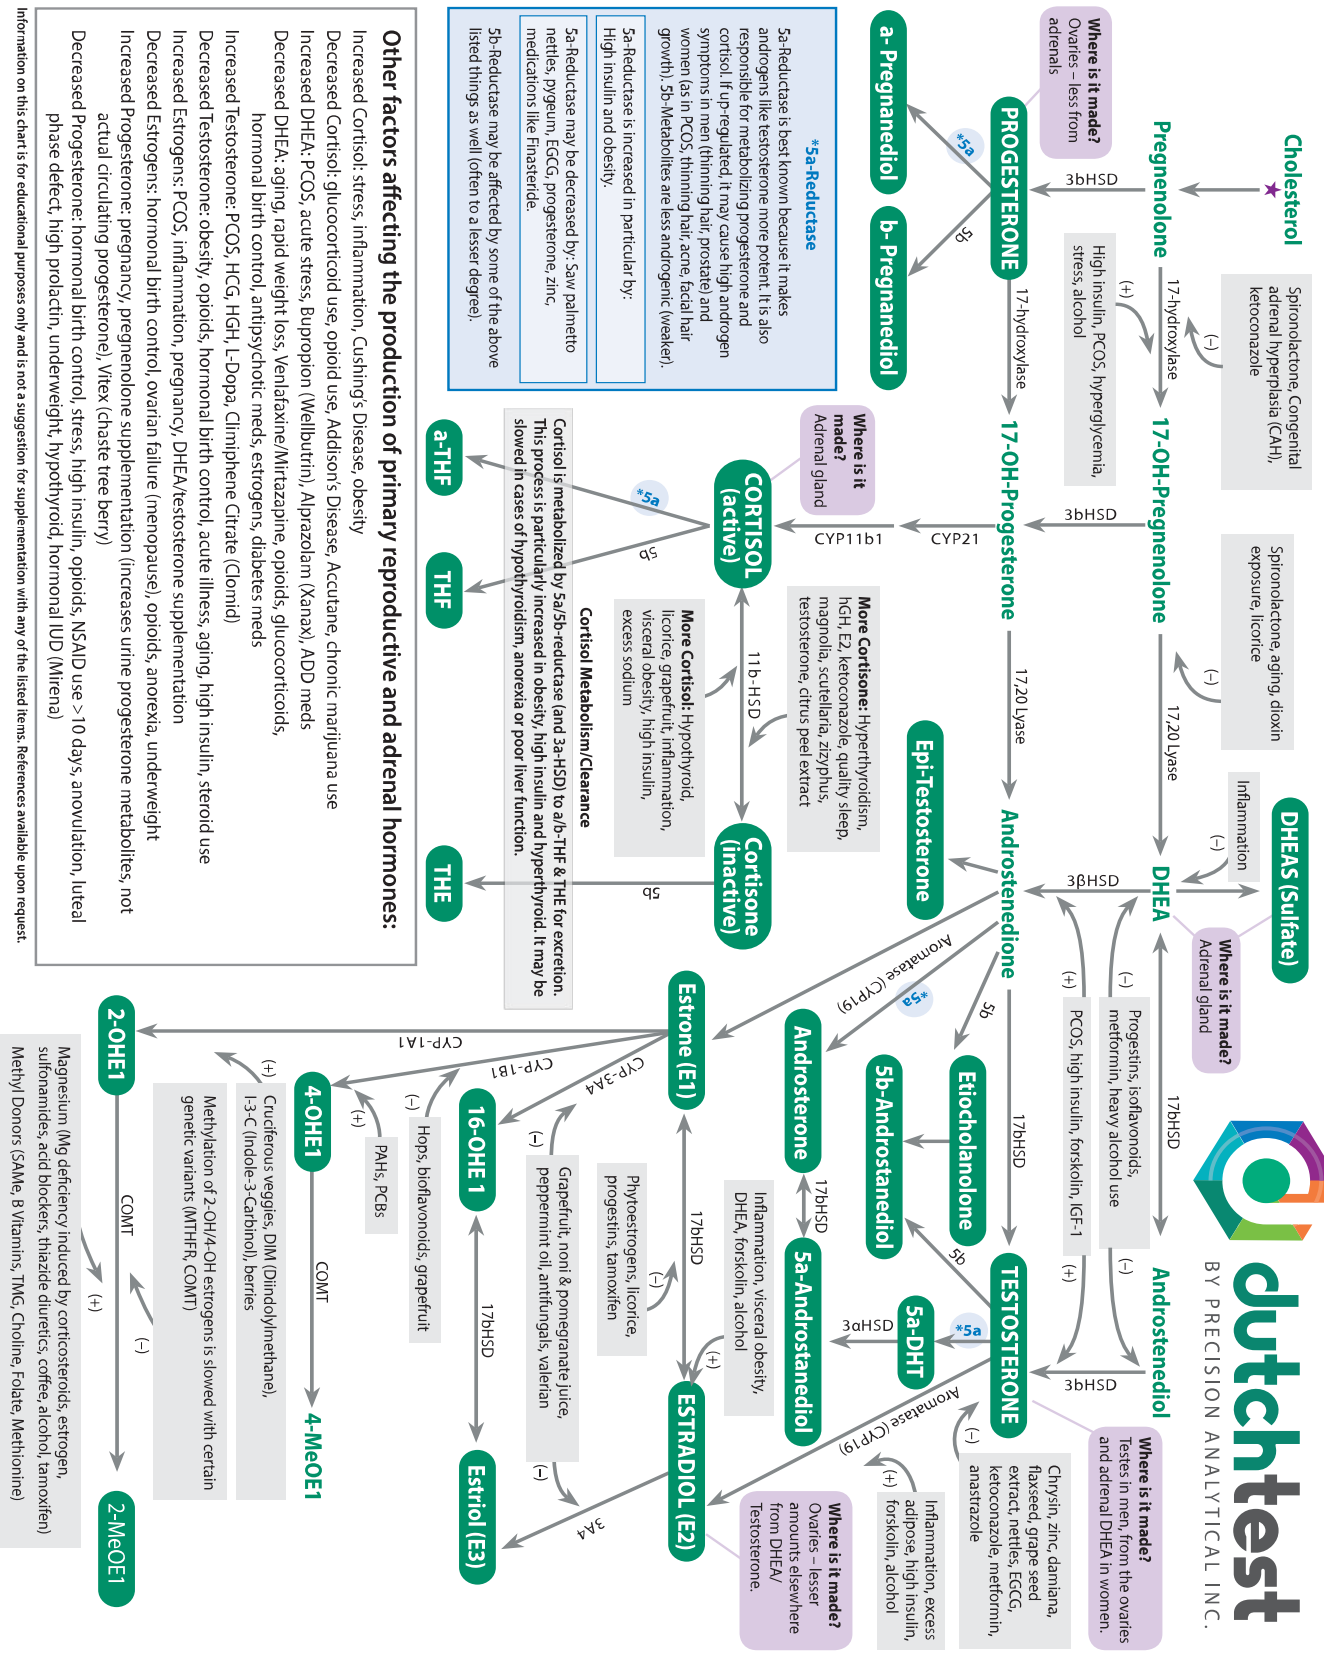 dutchtest
BY PRECISION ANALYTICAL INC.
Cholesterol
Pregnenolone
3bHSD
PROGESTERONE
Where is it made?
Ovaries – less from
adrenals
*5a
5b
a- Pregnanediol
b- Pregnanediol
17-hydroxylase
Spironolactone, Congenital
adrenal hyperplasia (CAH),
ketoconazole
(–)
(+)
High insulin, PCOS, hyperglycemia,
stress, alcohol
17-OH-Pregnenolone
3bHSD
17-hydroxylase
17-OH-Progesterone
CYP21
CYP11b1
Where is it
made?
Adrenal gland
CORTISOL
(active)
*5a
5b
a-THF
THF
11b-HSD
More Cortisone: Hyperthyroidism,
hGH, E2, ketoconazole, quality sleep,
magnolia, scutellaria, zizyphus,
testosterone, citrus peel extract
More Cortisol: Hypothyroid,
licorice, grapefruit, inflammation,
visceral obesity, high insulin,
excess sodium
Cortisone
(inactive)
5b
THE
Cortisol Metabolism/Clearance
Cortisol is metabolized by 5a/5b-reductase (and 3a-HSD) to a/b-THF & THE for excretion.
This process is particularly increased in obesity, high insulin and hyperthyroid. It may be
slowed in cases of hypothyroidism, anorexia or poor liver function.
Spironolactone, aging, dioxin
exposure, licorice
(–)
17,20 Lyase
17,20 Lyase
DHEAS (Sulfate)
Inflammation
(–)
DHEA
Where is it made?
Adrenal gland
3βHSD
Androstenedione
Epi-Testosterone
17bHSD
Androstenediol
Progestins, isoflavonoids,
metformin, heavy alcohol use
(–)
(–)
PCOS, high insulin, forskolin, IGF-1
(+)
(+)
3bHSD
17bHSD
TESTOSTERONE
Where is it made?
Testes in men, from the ovaries
and adrenal DHEA in women.
5b
Etiocholanolone
5b-Androstanediol
5b
*5a
Androsterone
17bHSD
5a-Androstanediol
*5a
5a-DHT
3αHSD
Aromatase (CYP19)
Aromatase (CYP19)
Chrysin, zinc, damiana,
flaxseed, grape seed
extract, nettles, EGCG,
ketoconazole, metformin,
anastrazole
(–)
Inflammation, excess
adipose, high insulin,
forskolin, alcohol
(+)
Where is it made?
Ovaries – lesser
amounts elsewhere
from DHEA/
Testosterone.
Estrone (E1)
17bHSD
ESTRADIOL (E2)
Inflammation, visceral obesity,
DHEA, forskolin, alcohol
(+)
Phytoestrogens, licorice,
progestins, tamoxifen
(–)
CYP-1A1
CYP-1B1
CYP-3A4
3A4
Grapefruit, noni & pomegranate juice,
peppermint oil, antifungals, valerian
(–)
(–)
16-OHE 1
17bHSD
Estriol (E3)
Hops, bioflavonoids, grapefruit
(–)
PAHs, PCBs
(+)
4-OHE1
COMT
4-MeOE1
Cruciferous veggies, DIM (Diindolylmethane),
I-3-C (Indole-3-Carbinol), berries
(+)
Methylation of 2-OH/4-OH estrogens is slowed with certain
genetic variants (MTHFR, COMT)
(–)
2-OHE1
COMT
2-MeOE1
(+)
Magnesium (Mg deficiency induced by corticosteroids, estrogen,
sulfonamides, acid blockers, thiazide diuretics, coffee, alcohol, tamoxifen)
Methyl Donors (SAMe, B Vitamins, TMG, Choline, Folate, Methionine)
*5a-Reductase
5a-Reductase is best known because it makes
androgens like testosterone more potent. It is also
responsible for metabolizing progesterone and
cortisol. If up-regulated, it may cause high androgen
symptoms in men (thinning hair, prostate) and
women (as in PCOS, thinning hair, acne, facial hair
growth). 5b-Metabolites are less androgenic (weaker).
5a-Reductase is increased in particular by:
High insulin and obesity.
5a-Reductase may be decreased by: Saw palmetto
nettles, pygeum, EGCG, progesterone, zinc,
medications like Finasteride.
5b-Reductase may be affected by some of the above
listed things as well (often to a lesser degree).
Other factors affecting the production of primary reproductive and adrenal hormones:
Increased Cortisol: stress, inflammation, Cushing's Disease, obesity
Decreased Cortisol: glucocorticoid use, opioid use, Addison's Disease, Accutane, chronic marijuana use
Increased DHEA: PCOS, acute stress, Bupropion (Wellbutrin), Alprazolam (Xanax), ADD meds
Decreased DHEA: aging, rapid weight loss, Venlafaxine/Mirtazapine, opioids, glucocorticoids,
hormonal birth control, antipsychotic meds, estrogens, diabetes meds
Increased Testosterone: PCOS, HCG, HGH, L-Dopa, Climiphene Citrate (Clomid)
Decreased Testosterone: obesity, opioids, hormonal birth control, acute illness, aging, high insulin, steroid use
Increased Estrogens: PCOS, inflammation, pregnancy, DHEA/testosterone supplementation
Decreased Estrogens: hormonal birth control, ovarian failure (menopause), opioids, anorexia, underweight
Increased Progesterone: pregnancy, pregnenolone supplementation (increases urine progesterone metabolites, not
actual circulating progesterone), Vitex (chaste tree berry)
Decreased Progesterone: hormonal birth control, stress, high insulin, opioids, NSAID use > 10 days, anovulation, luteal
phase defect, high prolactin, underweight, hypothyroid, hormonal IUD (Mirena)
Information on this chart is for educational purposes only and is not a suggestion for supplementation with any of the listed items. References available upon request.